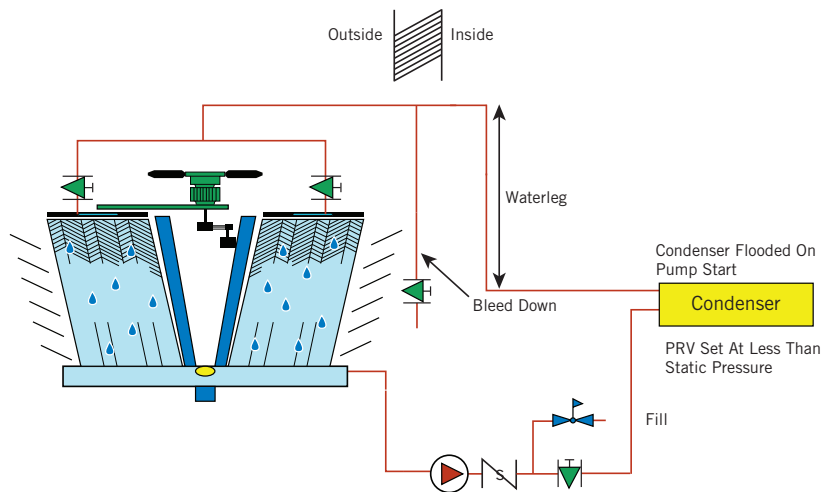 Outside
Inside
Waterleg
Condenser Flooded On
Pump Start
Condenser
Bleed Down
PRV Set At Less Than
Static Pressure
Fill
S